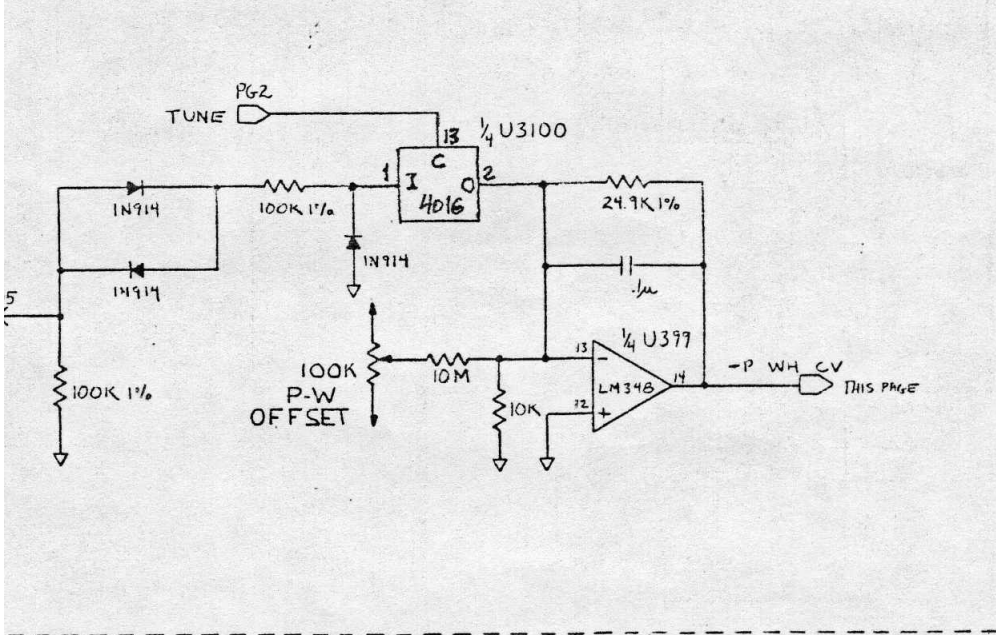 PG2
TUNE
13
1/4 U3100
C
1
I
O
2
4016
1N914
100K 1%
24.9K 1%
1N914
1N914
.1µ
5
1/4 U399
100K
P-W
OFFSET
10M
13
-
LM348
14
-P WH CV
THIS PAGE
100K 1%
10K
12
+